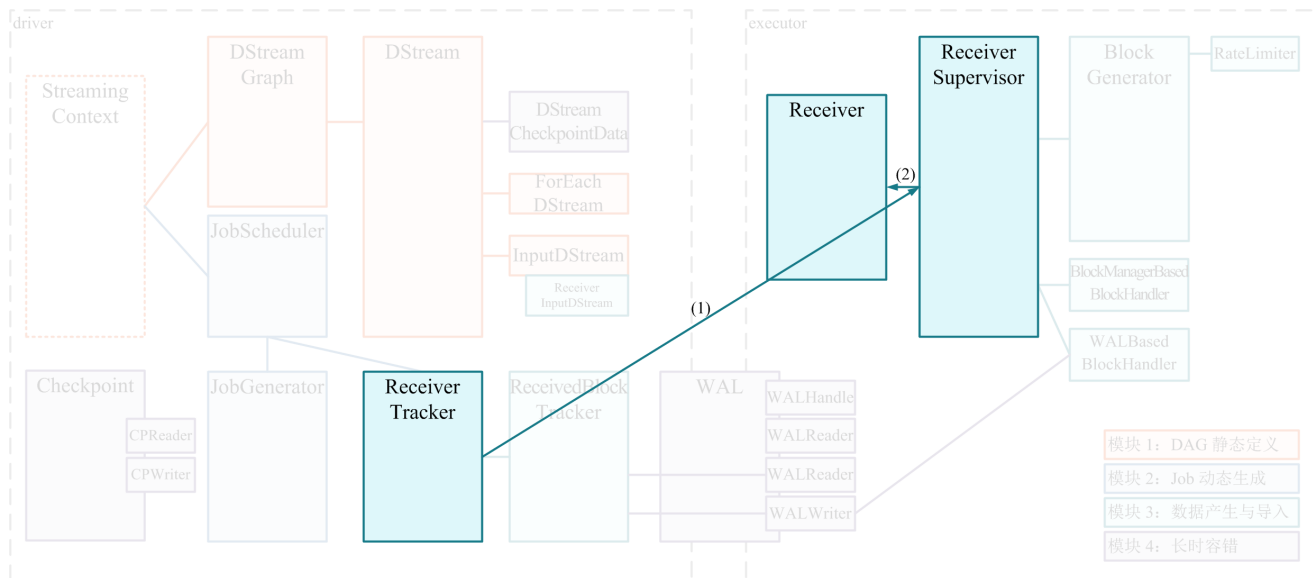 driver
executor
DStream
Graph
DStream
Streaming
Context
DStream
CheckpointData
ForEach
DStream
JobScheduler
InputDStream
Receiver
InputDStream
Checkpoint
CPReader
CPWriter
JobGenerator
Receiver
Tracker
ReceivedBlock
Tracker
WAL
WALHandle
WALReader
WALReader
WALWriter
(1)
(2)
Receiver
Receiver
Supervisor
Block
Generator
RateLimiter
BlockManagerBased
BlockHandler
WALBased
BlockHandler
模块 1：DAG 静态定义
模块 2：Job 动态生成
模块 3：数据产生与导入
模块 4：长时容错